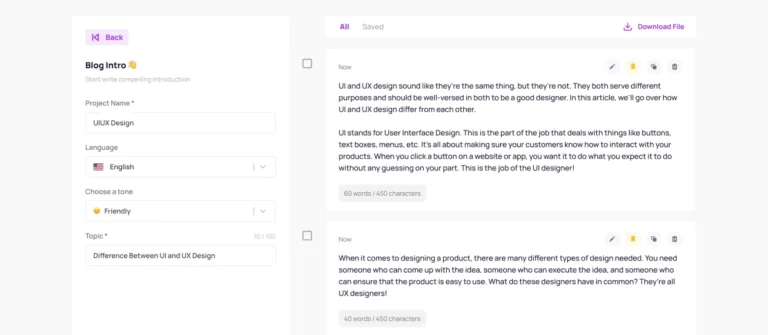 Back
Blog Intro
Start write compelling introduction
Project Name *
UIUX Design
Language
English
Choose a tone
Friendly
Topic *
10 / 100
Difference Between UI and UX Design
All
Saved
Download File
Now
UI and UX design sound like they're the same thing, but they're not. They both serve different
purposes and should be well-versed in both to be a good designer. In this article, we'll go over how
UI and UX design differ from each other.
UI stands for User Interface Design. This is the part of the job that deals with things like buttons,
text boxes, menus, etc. It's all about making sure your customers know how to interact with your
products. When you click a button on a website or app, you want it to do what you expect it to do
without any guessing on your part. This is the job of the UI designer!
60 words / 450 characters
Now
When it comes to designing a product, there are many different types of design needed. You need
someone who can come up with the idea, someone who can execute the idea, and someone who
can ensure that the product is easy to use. What do these designers have in common? They're all
UX designers!
40 words / 450 characters